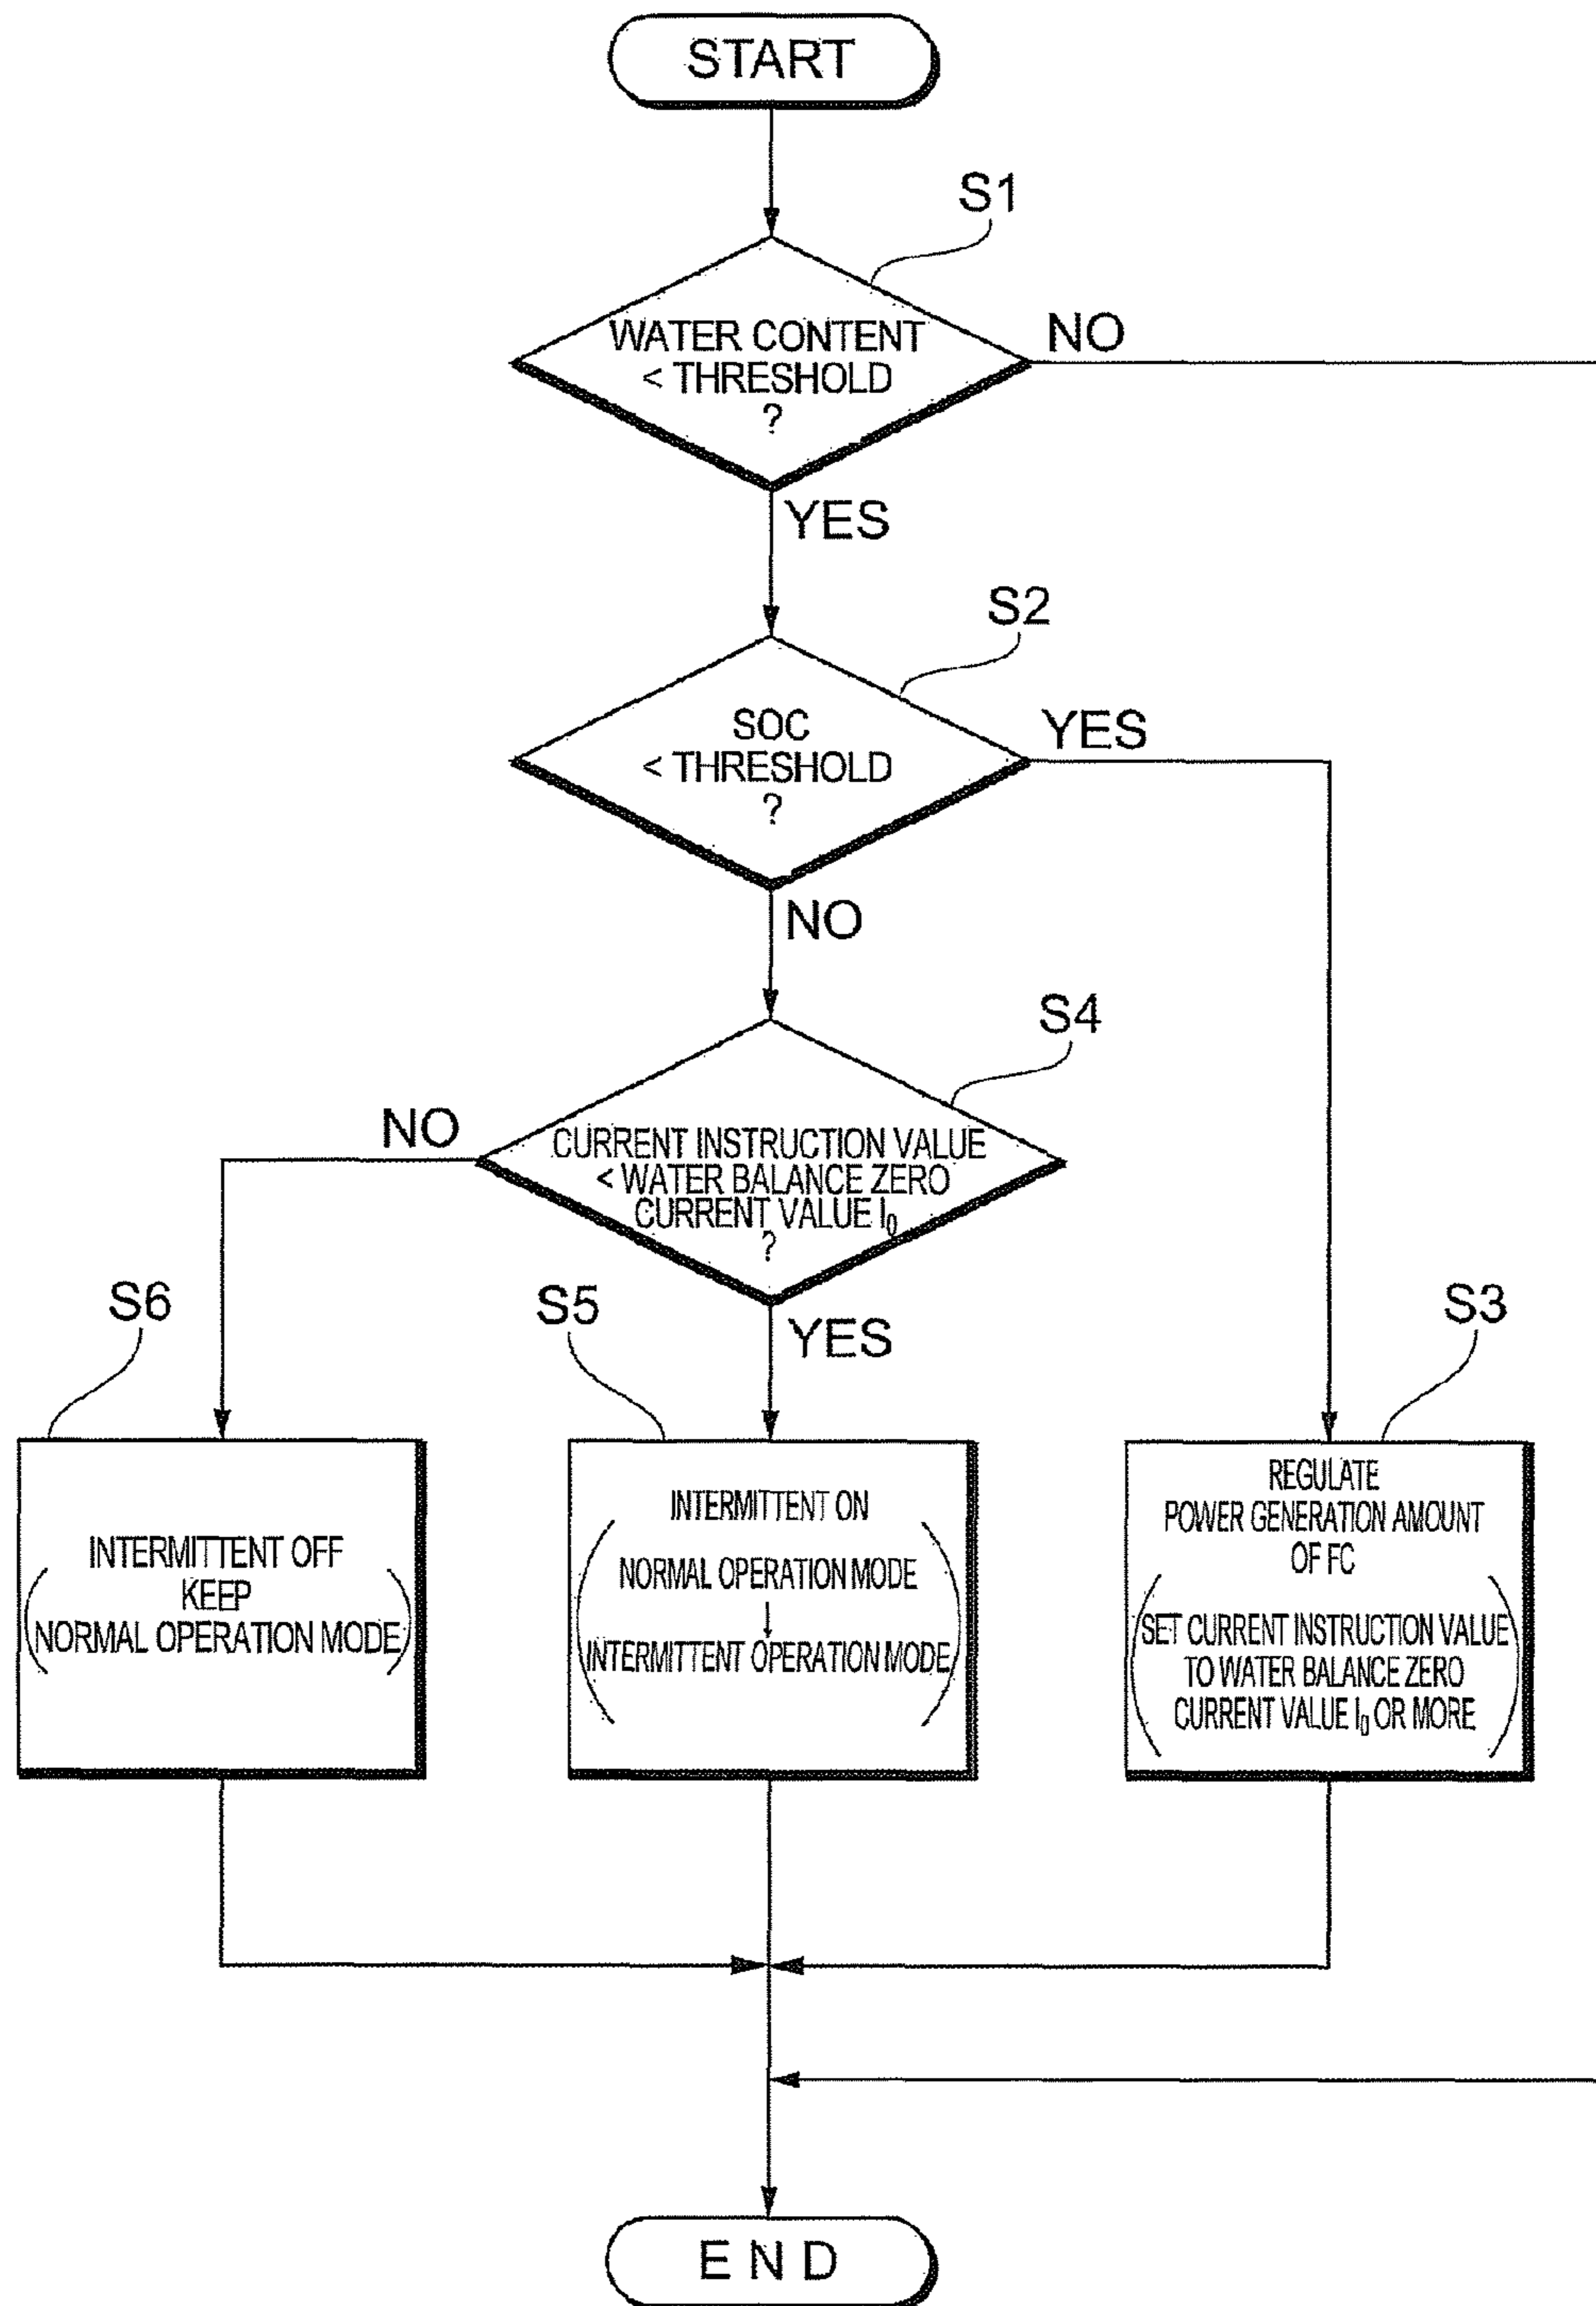 START
S1
WATER CONTENT
< THRESHOLD
?
NO
YES
S2
SOC
< THRESHOLD
?
YES
NO
S4
CURRENT INSTRUCTION VALUE
< WATER BALANCE ZERO
CURRENT VALUE I₀
?
NO
YES
S6
INTERMITTENT OFF
KEEP
NORMAL OPERATION MODE
S5
INTERMITTENT ON
NORMAL OPERATION MODE
↓
INTERMITTENT OPERATION MODE
S3
REGULATE
POWER GENERATION AMOUNT
OF FC
SET CURRENT INSTRUCTION VALUE
TO WATER BALANCE ZERO
CURRENT VALUE I₀ OR MORE
END